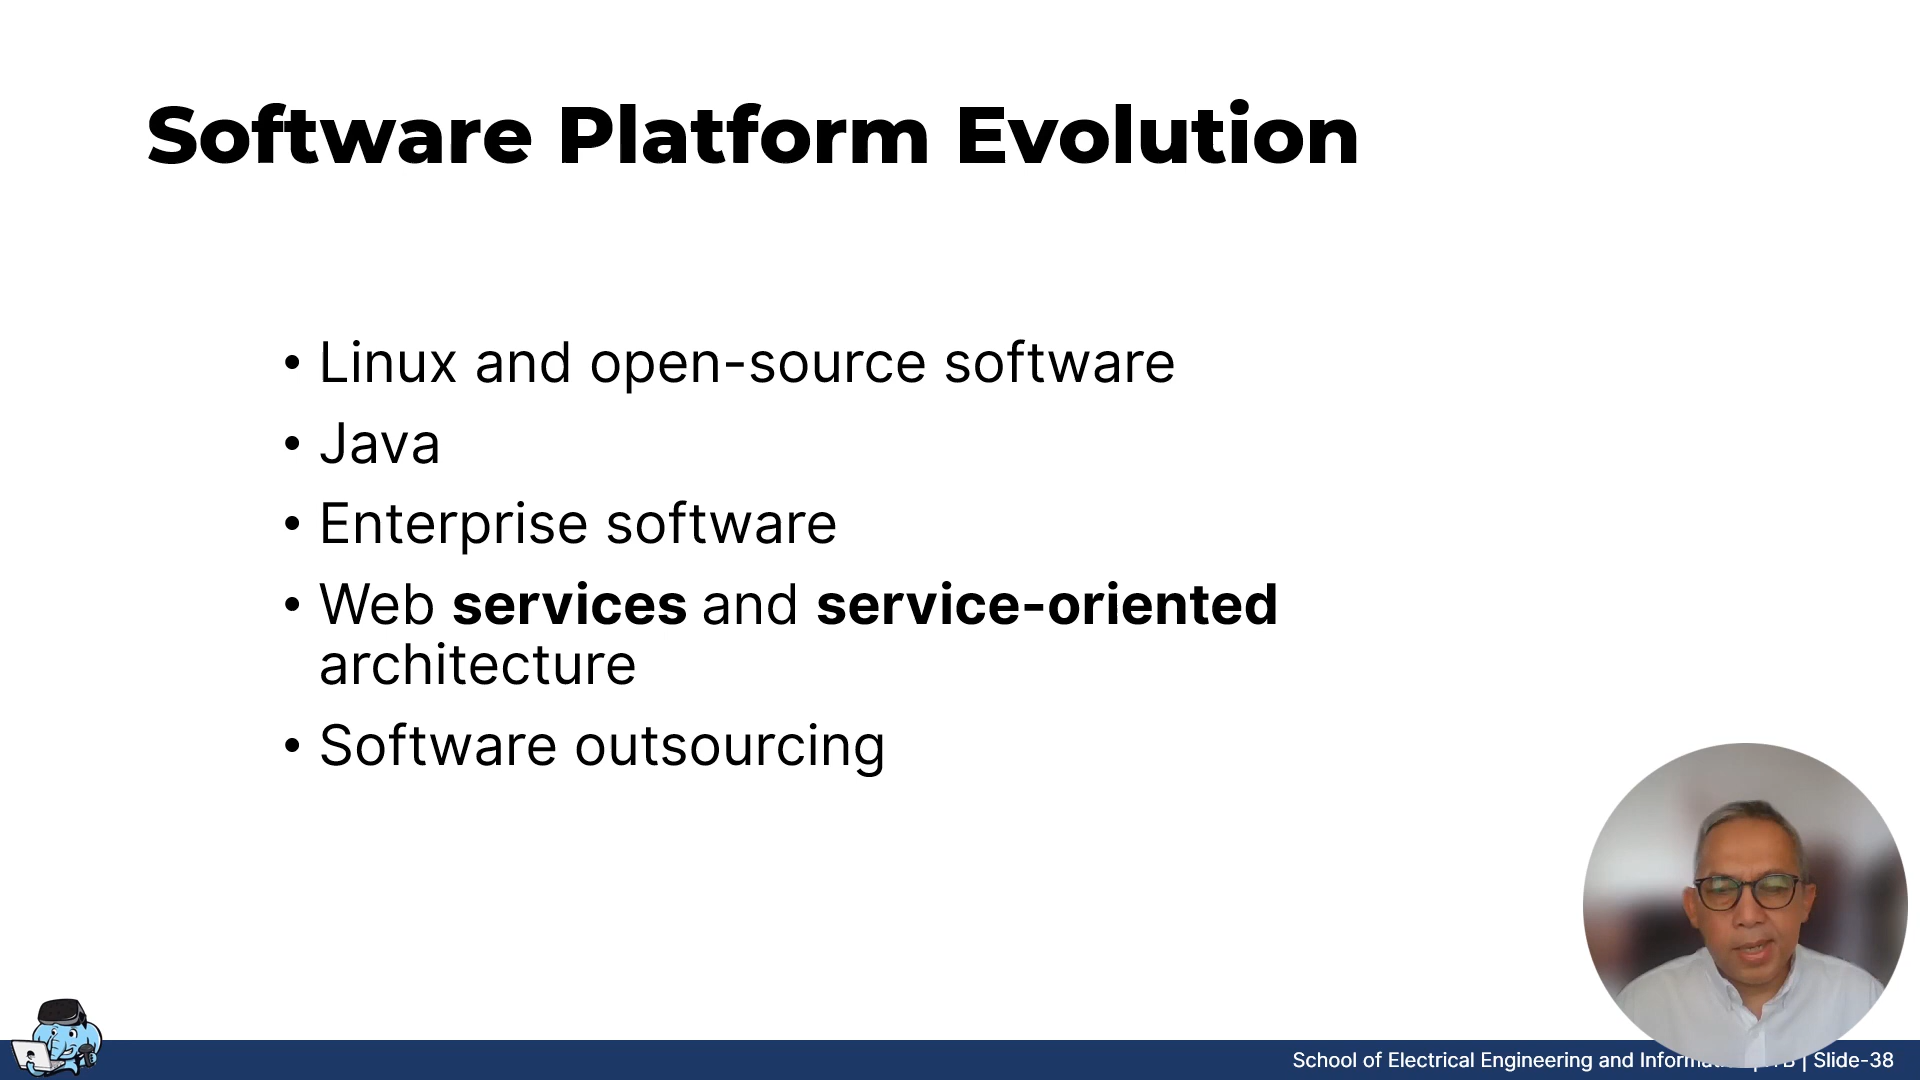 Software Platform Evolution
• Linux and open-source software
• Java
• Enterprise software
• Web services and service-oriented
architecture
• Software outsourcing
School of Electrical Engineering and | Slide-38